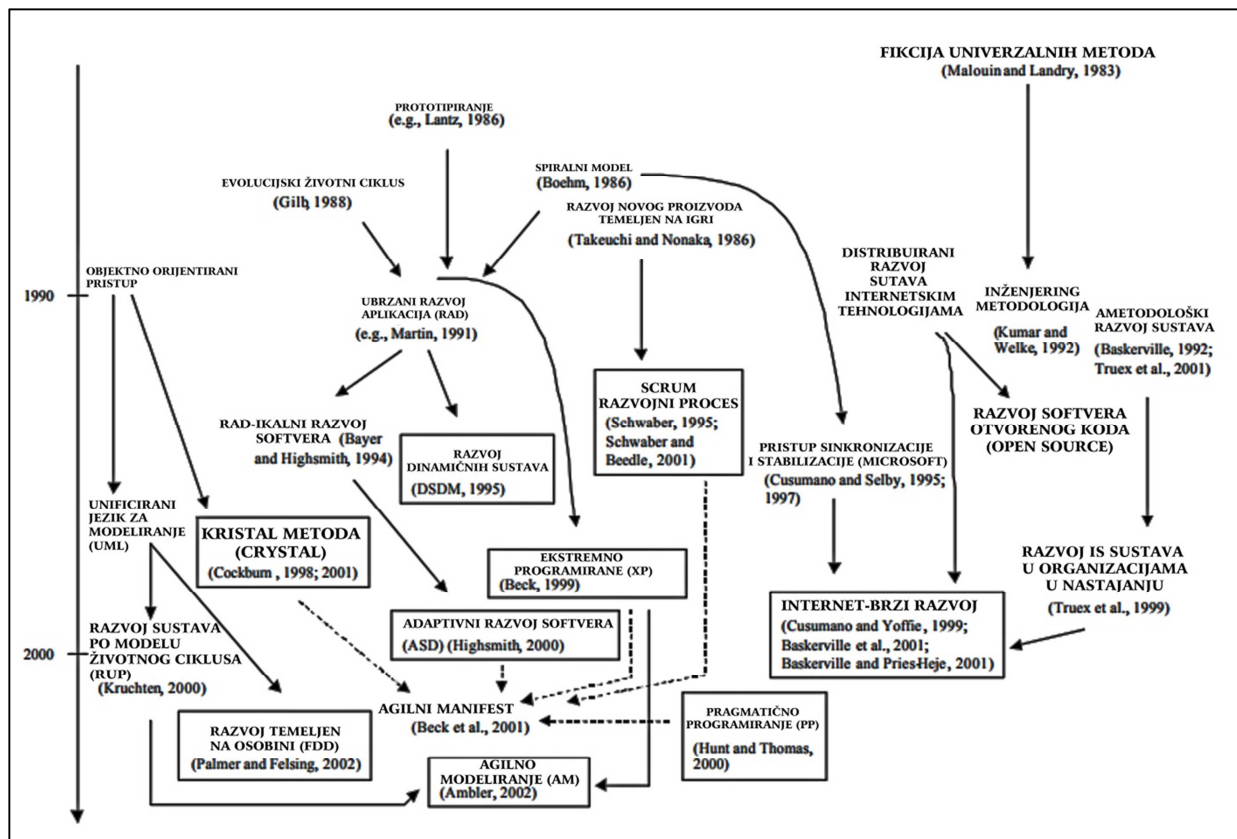 FIKCIJA UNIVERZALNIH METODA
(Malouin and Landry, 1983)
PROTOTIPIRANJE
(e.g., Lantz, 1986)
SPIRALNI MODEL
(Boehm, 1986)
EVOLUCIJSKI ŽIVOTNI CIKLUS
(Gilb, 1988)
RAZVOJ NOVOG PROIZVODA
TEMELJEN NA IGRI
(Takeuchi and Nonaka, 1986)
DISTRIBUIRANI
RAZVOJ
SUTAVA
INTERNETSKIM
TEHNOLOGIJAMA
OBJEKTNO ORIJENTIRANI
PRISTUP
1990
UBRZANI RAZVOJ
APLIKACIJA (RAD)
(e.g., Martin, 1991)
INŽENJERING
METODOLOGIJA
(Kumar and
Welke, 1992)
AMETODOLOŠKI
RAZVOJ SUSTAVA
(Baskerville, 1992;
Truex et al., 2001)
SCRUM
RAZVOJNI PROCES
(Schwaber, 1995;
Schwaber and
Beedle, 2001)
RAD-IKALNI RAZVOJ
SOFTVERA (Bayer
and Highsmith, 1994)
RAZVOJ
DINAMIČNIH SUSTAVA
(DSDM, 1995)
RAZVOJ SOFTVERA
OTVORENOG KODA
(OPEN SOURCE)
PRISTUP SINKRONIZACIJE
I STABILIZACIJE (MICROSOFT)
(Cusumano and Selby, 1995;
1997)
UNIFICIRANI
JEZIK ZA
MODELIRANJE
(UML)
KRISTAL METODA
(CRYSTAL)
(Cockburn , 1998; 2001)
EKSTREMNO
PROGRAMIRANE (XP)
(Beck, 1999)
RAZVOJ IS SUSTAVA
U ORGANIZACIJAMA
U NASTAJANJU
(Truex et al., 1999)
INTERNET-BRZI RAZVOJ
(Cusumano and Yoffie, 1999;
Baskerville et al., 2001;
Baskerville and Pries-Heje, 2001)
ADAPTIVNI RAZVOJ SOFTVERA
(ASD) (Highsmith, 2000)
2000
RAZVOJ SUSTAVA
PO MODELU
ŽIVOTNOG CIKLUSA
(RUP)
(Kruchten, 2000)
AGILNI MANIFEST
(Beck et al., 2001)
PRAGMATIČNO
PROGRAMIRANJE (PP)
(Hunt and Thomas,
2000)
RAZVOJ TEMELJEN
NA OSOBINI (FDD)
(Palmer and Felsing, 2002)
AGILNO
MODELIRANJE (AM)
(Ambler, 2002)